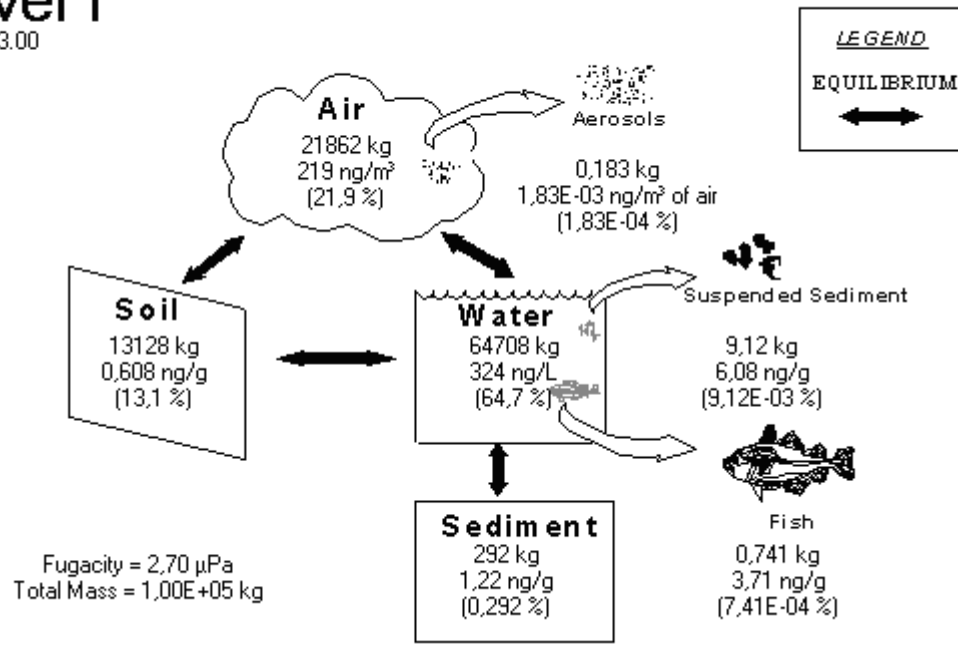 3.00
LEGEND
EQUILIBRIUM
Air
21862 kg
219 ng/m³
(21,9 %)
Aerosols
0,183 kg
1,83E-03 ng/m³ of air
(1,83E-04 %)
Soil
13128 kg
0,608 ng/g
(13,1 %)
Water
64708 kg
324 ng/L
(64,7 %)
Suspended Sediment
9,12 kg
6,08 ng/g
(9,12E-03 %)
Sediment
292 kg
1,22 ng/g
(0,292 %)
Fish
0,741 kg
3,71 ng/g
(7,41E-04 %)
Fugacity = 2,70 µPa
Total Mass = 1,00E+05 kg